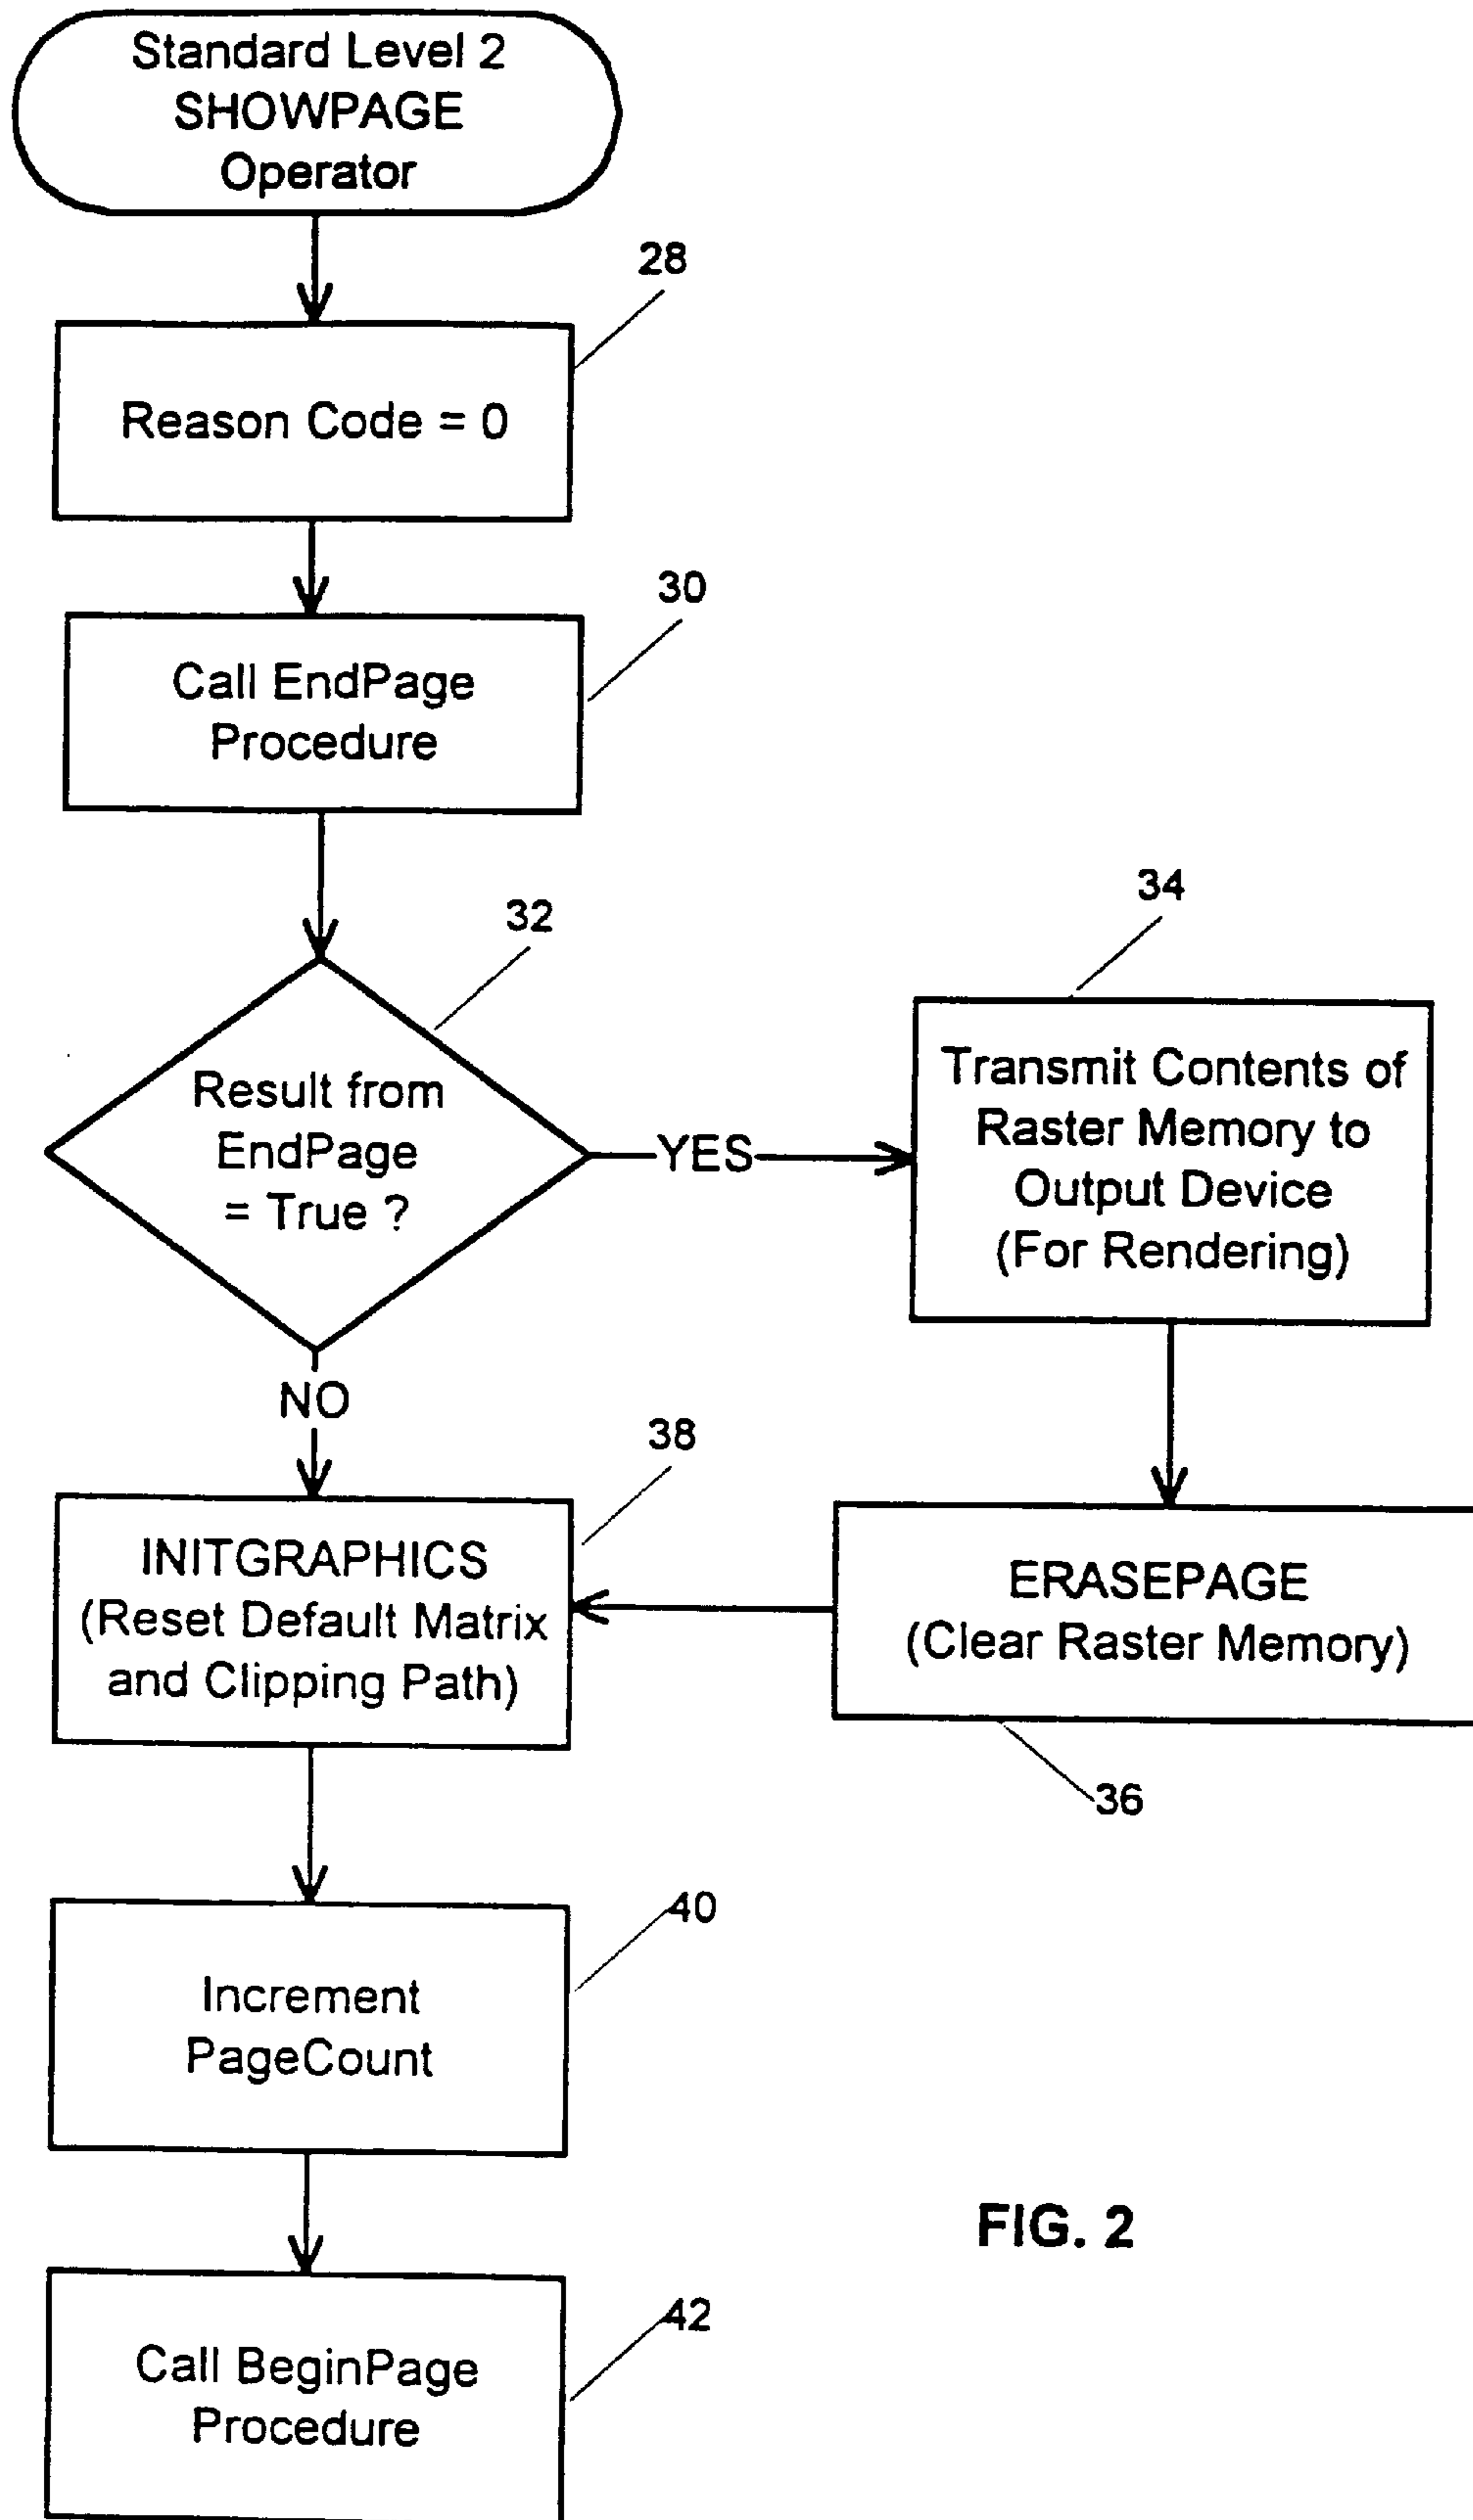 Standard Level 2
SHOWPAGE
Operator
28
Reason Code = 0
30
Call EndPage
Procedure
32
Result from
EndPage
= True ?
YES
34
Transmit Contents of
Raster Memory to
Output Device
(For Rendering)
NO
38
INITGRAPHICS
(Reset Default Matrix
and Clipping Path)
ERASEPAGE
(Clear Raster Memory)
36
40
Increment
PageCount
FIG. 2
42
Call BeginPage
Procedure